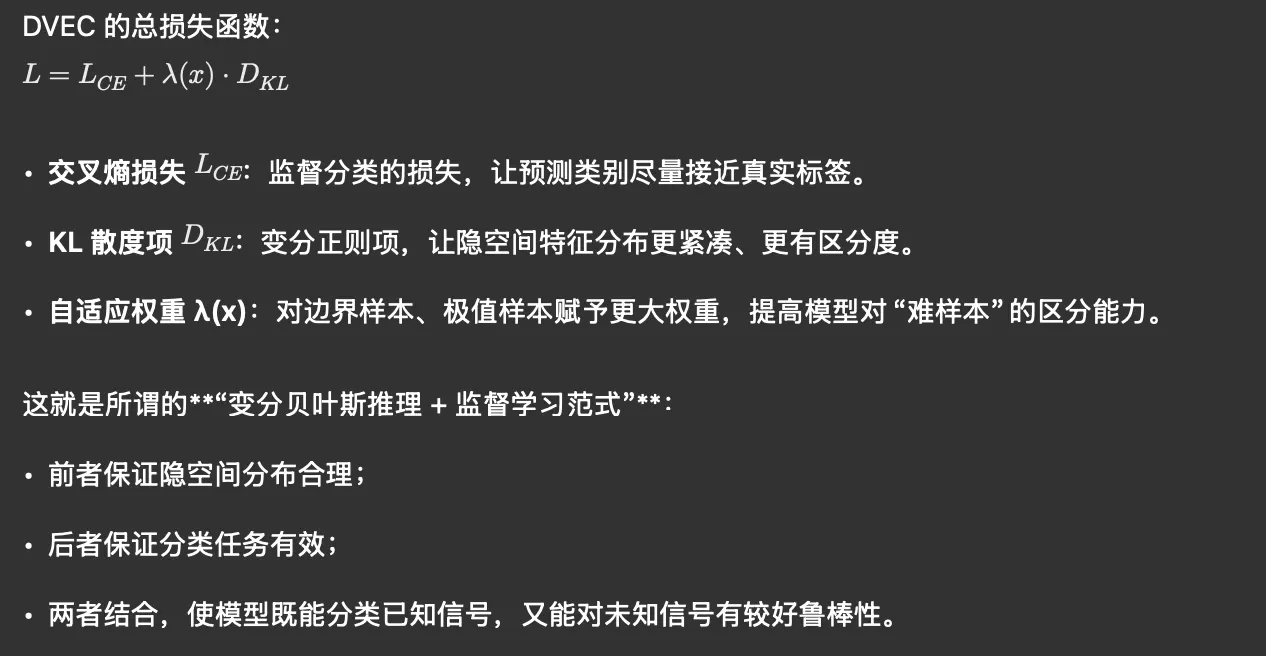 DVEC 的总损失函数：
L = L_{CE} + λ(x) · D_{KL}
• 交叉熵损失 L_{CE}：监督分类的损失，让预测类别尽量接近真实标签。
• KL 散度项 D_{KL}：变分正则项，让隐空间特征分布更紧凑、更有区分度。
• 自适应权重 λ(x)：对边界样本、极值样本赋予更大权重，提高模型对“难样本”的区分能力。
这就是所谓的**“变分贝叶斯推理 + 监督学习范式”**：
• 前者保证隐空间分布合理；
• 后者保证分类任务有效；
• 两者结合，使模型既能分类已知信号，又能对未知信号有较好鲁棒性。